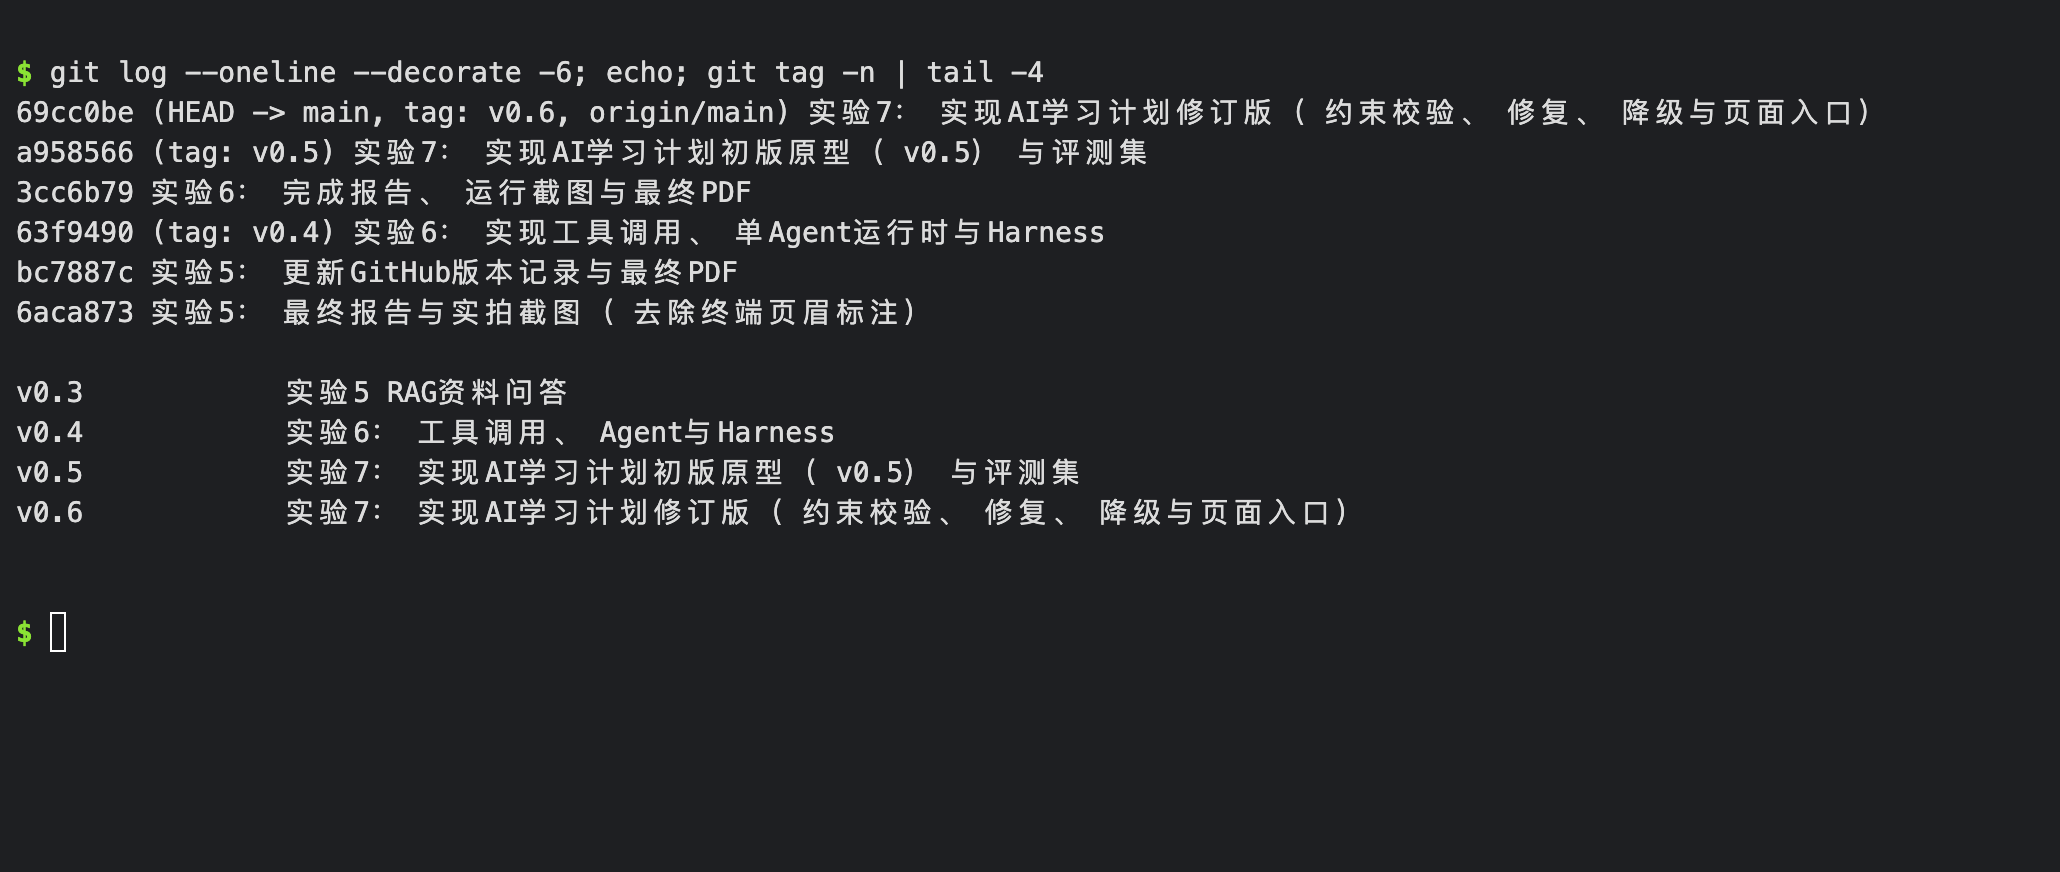 $ git log --oneline --decorate -6; echo; git tag -n | tail -4
69cc0be (HEAD -> main, tag: v0.6, origin/main) 实验7: 实现AI学习计划修订版（约束校验、修复、降级与页面入口）
a958566 (tag: v0.5) 实验7: 实现AI学习计划初版原型（v0.5）与评测集
3cc6b79 实验6: 完成报告、运行截图与最终PDF
63f9490 (tag: v0.4) 实验6: 实现工具调用、单Agent运行时与Harness
bc7887c 实验5: 更新GitHub版本记录与最终PDF
6aca873 实验5: 最终报告与实拍截图（去除终端页眉标注）
v0.3 实验5 RAG资料问答
v0.4 实验6: 工具调用、Agent与Harness
v0.5 实验7: 实现AI学习计划初版原型（v0.5）与评测集
v0.6 实验7: 实现AI学习计划修订版（约束校验、修复、降级与页面入口）
$